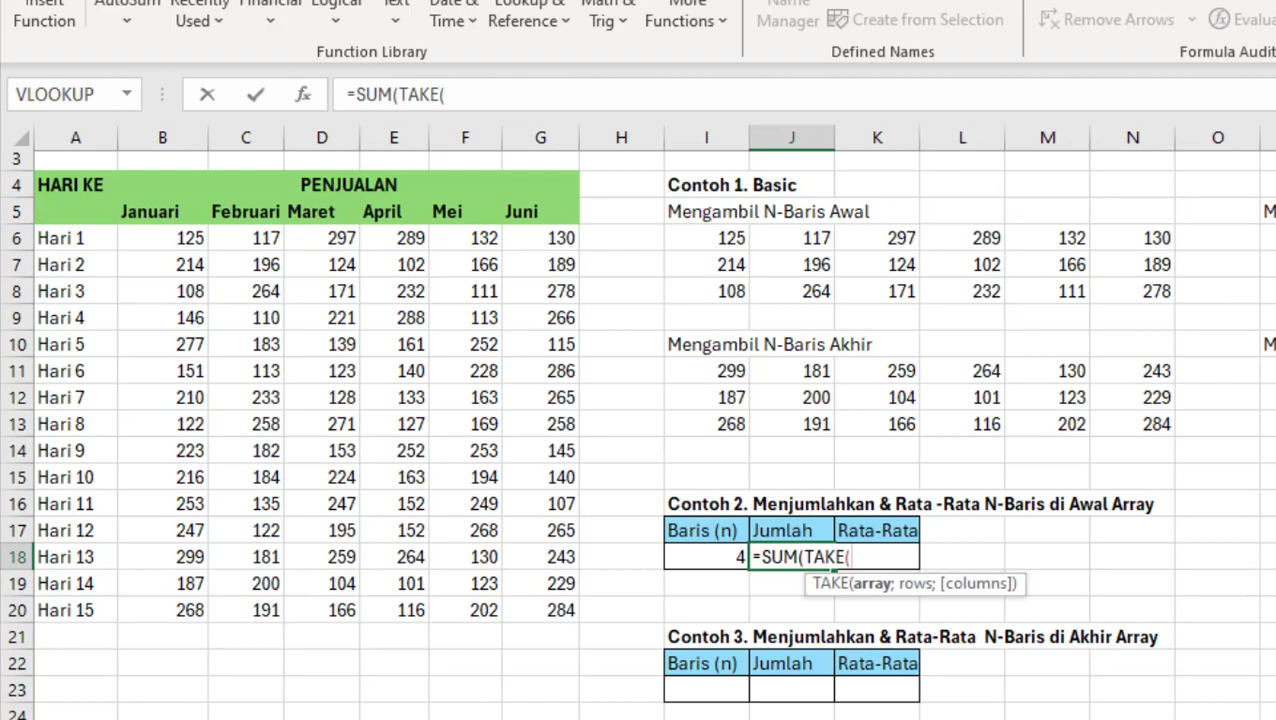 Insert AutoSum Recently Financial Logical Text Date & Lookup & Math & More Name
Function Used Time Reference Trig Functions Manager Create from Selection Remove Arrows
Function Library Defined Names Formula Audit
VLOOKUP fx =SUM(TAKE(
A B C D E F G H I J K L M N O
3
4 HARI KE PENJUALAN Contoh 1. Basic
5 Januari Februari Maret April Mei Juni Mengambil N-Baris Awal M
6 Hari 1 125 117 297 289 132 130 125 117 297 289 132 130
7 Hari 2 214 196 124 102 166 189 214 196 124 102 166 189
8 Hari 3 108 264 171 232 111 278 108 264 171 232 111 278
9 Hari 4 146 110 221 288 113 266
10 Hari 5 277 183 139 161 252 115 Mengambil N-Baris Akhir M
11 Hari 6 151 113 123 140 228 286 299 181 259 264 130 243
12 Hari 7 210 233 128 133 163 265 187 200 104 101 123 229
13 Hari 8 122 258 271 127 169 258 268 191 166 116 202 284
14 Hari 9 223 182 153 252 253 145
15 Hari 10 216 184 224 163 194 140
16 Hari 11 253 135 247 152 249 107 Contoh 2. Menjumlahkan & Rata -Rata N-Baris di Awal Array
17 Hari 12 247 122 195 152 268 265 Baris (n) Jumlah Rata-Rata
18 Hari 13 299 181 259 264 130 243 4 =SUM(TAKE(
19 Hari 14 187 200 104 101 123 229 TAKE(array; rows; [columns])
20 Hari 15 268 191 166 116 202 284
21 Contoh 3. Menjumlahkan & Rata-Rata N-Baris di Akhir Array
22 Baris (n) Jumlah Rata-Rata
23
24